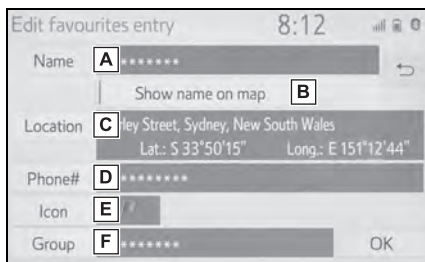 Edit favourites entry 8:12
Name A *******
Show name on map B
Location C ley Street, Sydney, New South Wales
Lat.: S 33°50'15" Long.: E 151°12'44"
Phone# D ********
Icon E
Group F ******* OK